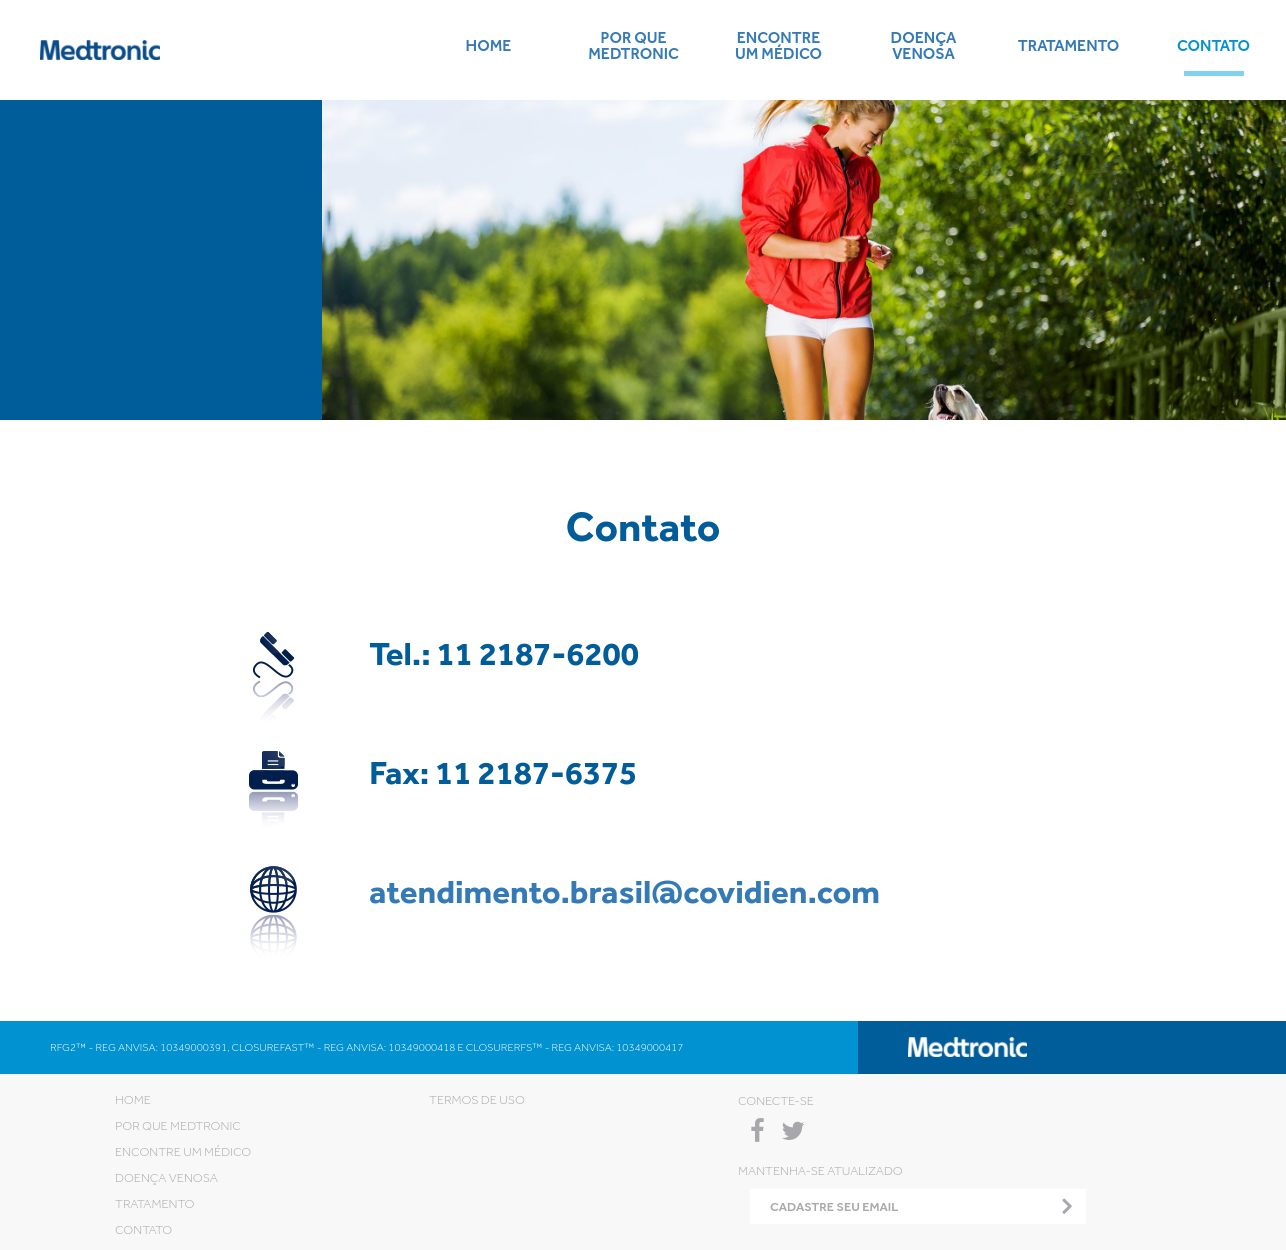 Medtronic
HOME
POR QUE
MEDTRONIC
ENCONTRE
UM MÉDICO
DOENÇA
VENOSA
TRATAMENTO
CONTATO
Contato
Tel.: 11 2187-6200
Fax: 11 2187-6375
atendimento.brasil@covidien.com
RFG2™ - REG ANVISA: 10349000391, CLOSUREFAST™ - REG ANVISA: 10349000418 E CLOSURERFS™ - REG ANVISA: 10349000417
Medtronic
HOME
POR QUE MEDTRONIC
ENCONTRE UM MÉDICO
DOENÇA VENOSA
TRATAMENTO
CONTATO
TERMOS DE USO
CONECTE-SE
MANTENHA-SE ATUALIZADO
CADASTRE SEU EMAIL